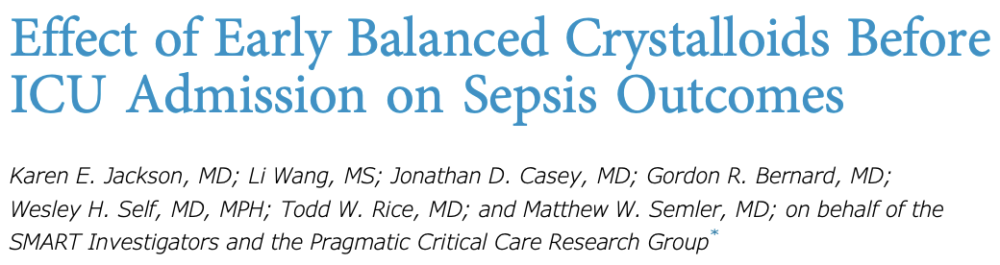 Effect of Early Balanced Crystalloids Before
ICU Admission on Sepsis Outcomes
Karen E. Jackson, MD; Li Wang, MS; Jonathan D. Casey, MD; Gordon R. Bernard, MD;
Wesley H. Self, MD, MPH; Todd W. Rice, MD; and Matthew W. Semler, MD; on behalf of the
SMART Investigators and the Pragmatic Critical Care Research Group*